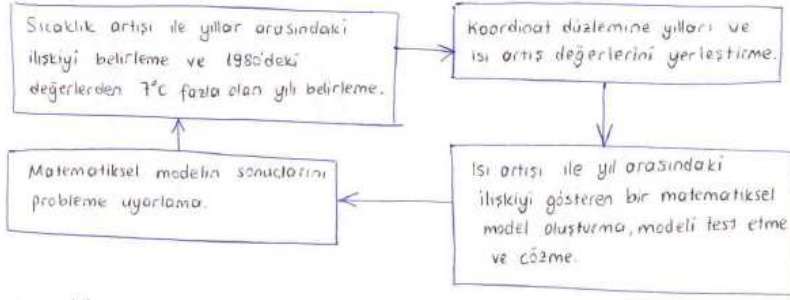 Sıcaklık artışı ile yıllar arasındaki
ilişkiyi belirleme ve 1980'deki
değerlerden 7°C fazla olan yılı belirleme.
Koordinat düzlemine yılları ve
ısı artış değerlerini yerleştirme.
Isı artışı ile yıl arasındaki
ilişkiyi gösteren bir matematiksel
model oluşturma, modeli test etme
ve çözme.
Matematiksel modelin sonuçlarını
probleme uyarlama.